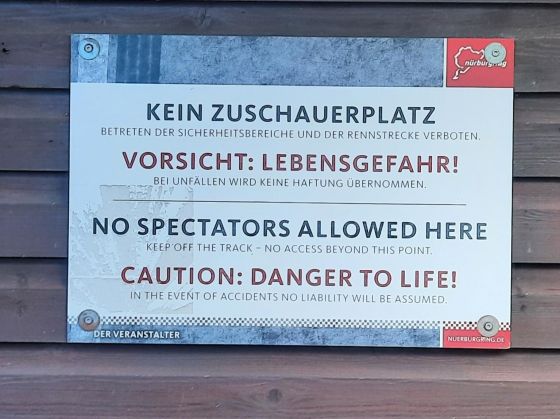 nürburgring
KEIN ZUSCHAUERPLATZ
BETRETEN DER SICHERHEITSBEREICHE UND DER RENNSTRECKE VERBOTEN.
VORSICHT: LEBENSGEFAHR!
BEI UNFÄLLEN WIRD KEINE HAFTUNG ÜBERNOMMEN.
NO SPECTATORS ALLOWED HERE
KEEP OFF THE TRACK – NO ACCESS BEYOND THIS POINT.
CAUTION: DANGER TO LIFE!
IN THE EVENT OF ACCIDENTS NO LIABILITY WILL BE ASSUMED.
DER VERANSTALTER
NUERBURGRING.DE